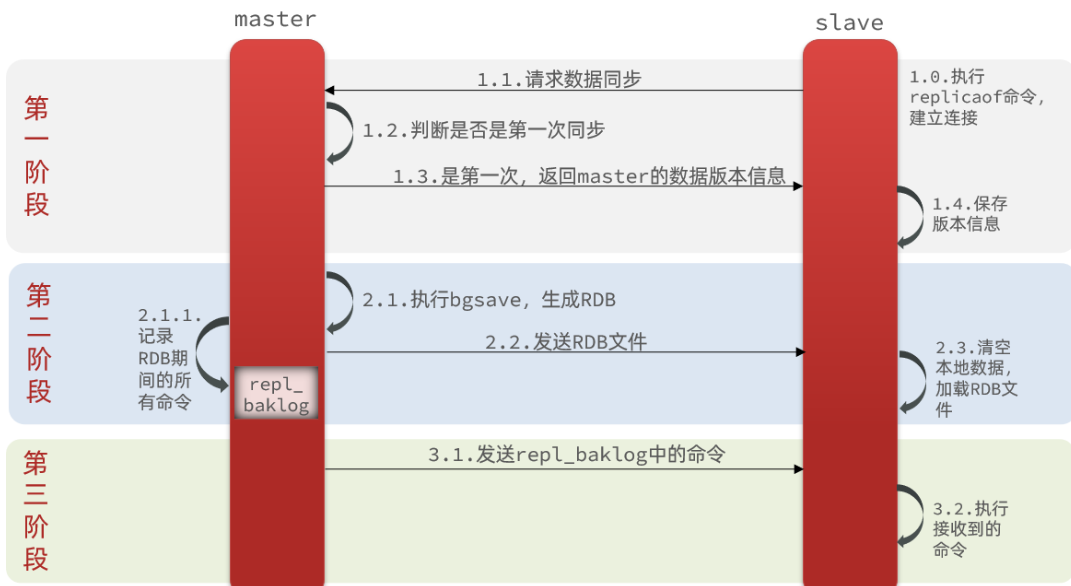 master
slave
第一阶段
1.0.执行
replicaof命令，
建立连接
1.1.请求数据同步
1.2.判断是否是第一次同步
1.3.是第一次，返回master的数据版本信息
1.4.保存
版本信息
第二阶段
2.1.执行bgsave，生成RDB
2.1.1.
记录
RDB期
间的所
有命令
repl_
baklog
2.2.发送RDB文件
2.3.清空
本地数据，
加载RDB文
件
第三阶段
3.1.发送repl_baklog中的命令
3.2.执行
接收到的
命令